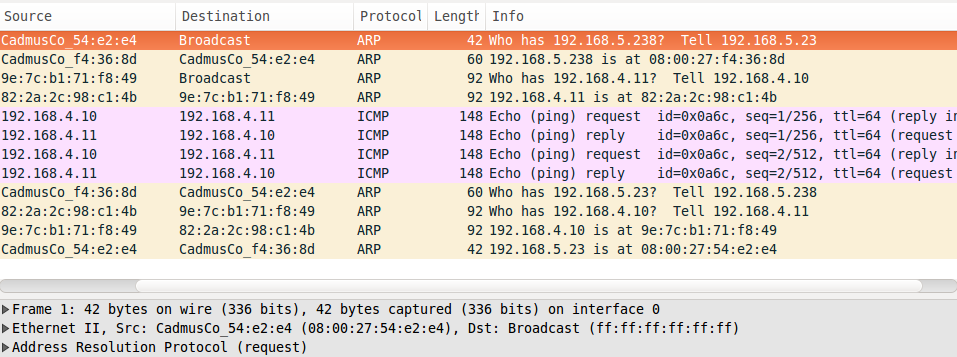 Source Destination Protocol Length Info
CadmusCo_54:e2:e4 Broadcast ARP 42 Who has 192.168.5.238? Tell 192.168.5.23
CadmusCo_f4:36:8d CadmusCo_54:e2:e4 ARP 60 192.168.5.238 is at 08:00:27:f4:36:8d
9e:7c:b1:71:f8:49 Broadcast ARP 92 Who has 192.168.4.11? Tell 192.168.4.10
82:2a:2c:98:c1:4b 9e:7c:b1:71:f8:49 ARP 92 192.168.4.11 is at 82:2a:2c:98:c1:4b
192.168.4.10 192.168.4.11 ICMP 148 Echo (ping) request id=0x0a6c, seq=1/256, ttl=64 (reply in
192.168.4.11 192.168.4.10 ICMP 148 Echo (ping) reply id=0x0a6c, seq=1/256, ttl=64 (request
192.168.4.10 192.168.4.11 ICMP 148 Echo (ping) request id=0x0a6c, seq=2/512, ttl=64 (reply in
192.168.4.11 192.168.4.10 ICMP 148 Echo (ping) reply id=0x0a6c, seq=2/512, ttl=64 (request
CadmusCo_f4:36:8d CadmusCo_54:e2:e4 ARP 60 Who has 192.168.5.23? Tell 192.168.5.238
82:2a:2c:98:c1:4b 9e:7c:b1:71:f8:49 ARP 92 Who has 192.168.4.10? Tell 192.168.4.11
9e:7c:b1:71:f8:49 82:2a:2c:98:c1:4b ARP 92 192.168.4.10 is at 9e:7c:b1:71:f8:49
CadmusCo_54:e2:e4 CadmusCo_f4:36:8d ARP 42 192.168.5.23 is at 08:00:27:54:e2:e4
Frame 1: 42 bytes on wire (336 bits), 42 bytes captured (336 bits) on interface 0
Ethernet II, Src: CadmusCo_54:e2:e4 (08:00:27:54:e2:e4), Dst: Broadcast (ff:ff:ff:ff:ff:ff)
Address Resolution Protocol (request)